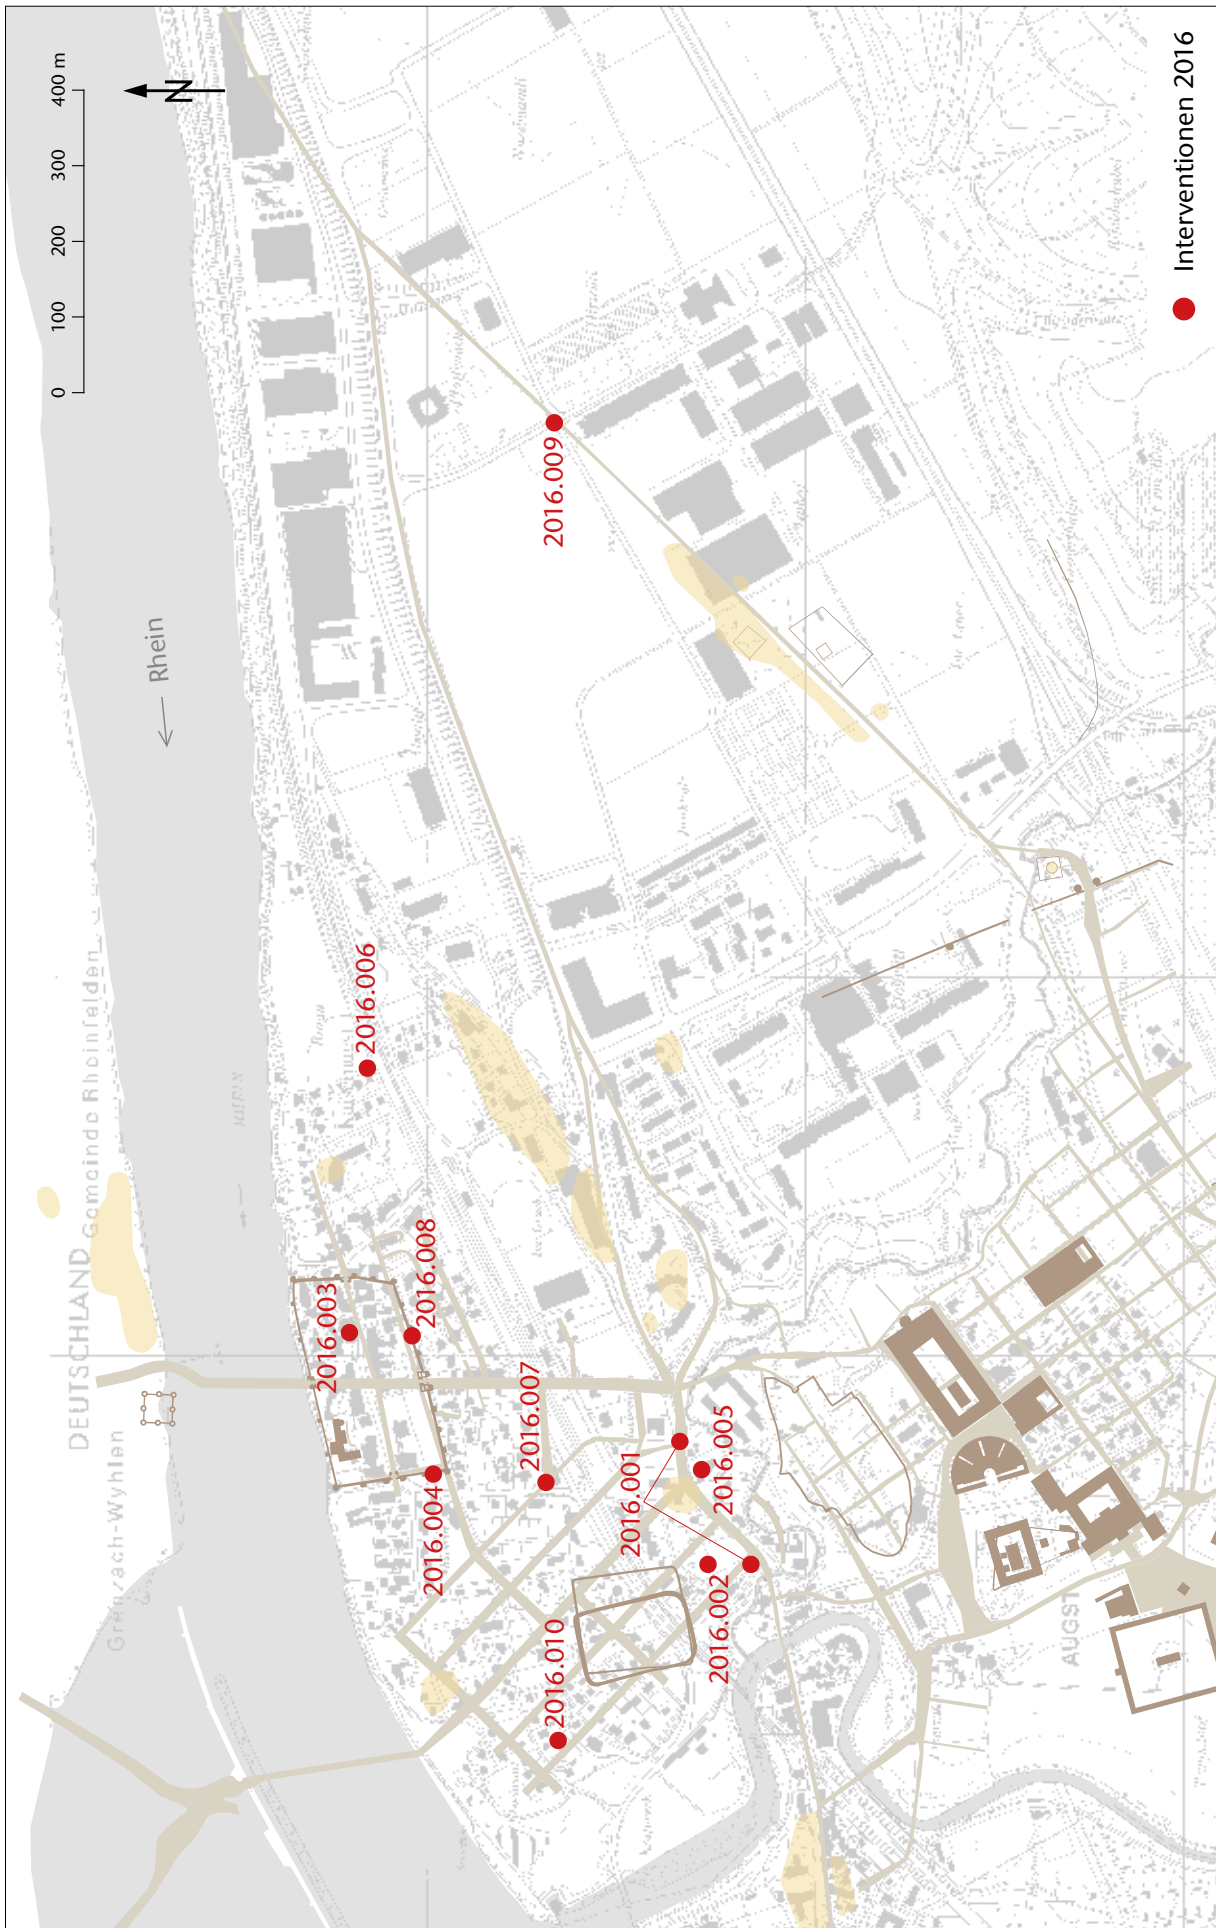 0 100 200 300 400 m
N
DEUTSCHLAND
Gemeinde Rheinfelden
Grenzach-Wyhlen
Rhein
2016.006
2016.003
2016.008
2016.004
2016.007
2016.009
2016.001
2016.005
2016.002
2016.010
AUGST
Interventionen 2016